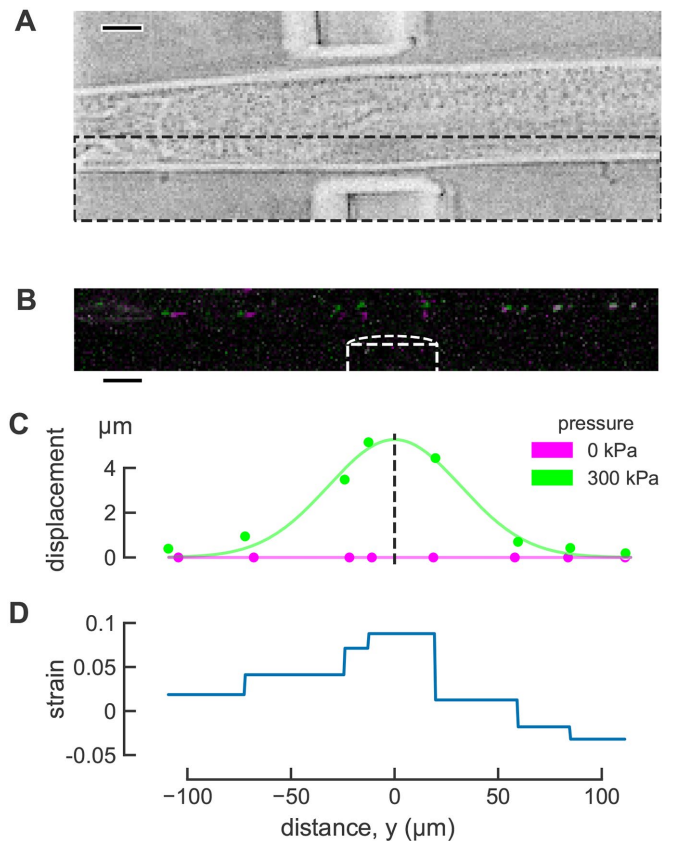 A
B
C
µm
pressure
0 kPa
300 kPa
displacement
4
2
0
D
strain
0.1
0.05
0
-0.05
−100
−50
0
50
100
distance, y (µm)